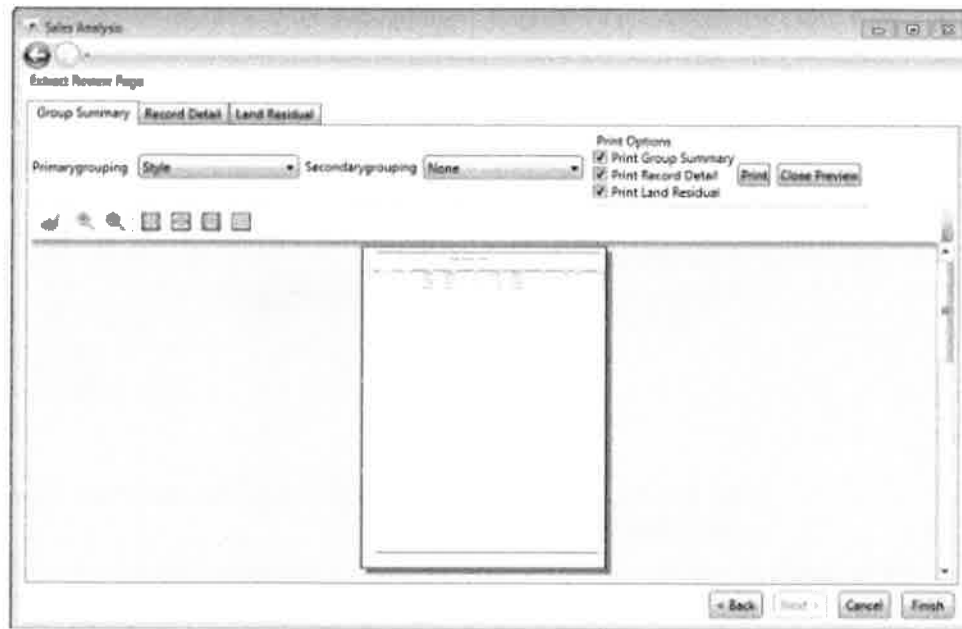 Sales Analysis
Extract Review Page
Group Summary Record Detail Land Residual
Print Options
Primarygrouping Style Secondarygrouping None
Print Group Summary
Print Record Detail Print Close Preview
Print Land Residual
< Back Next > Cancel Finish